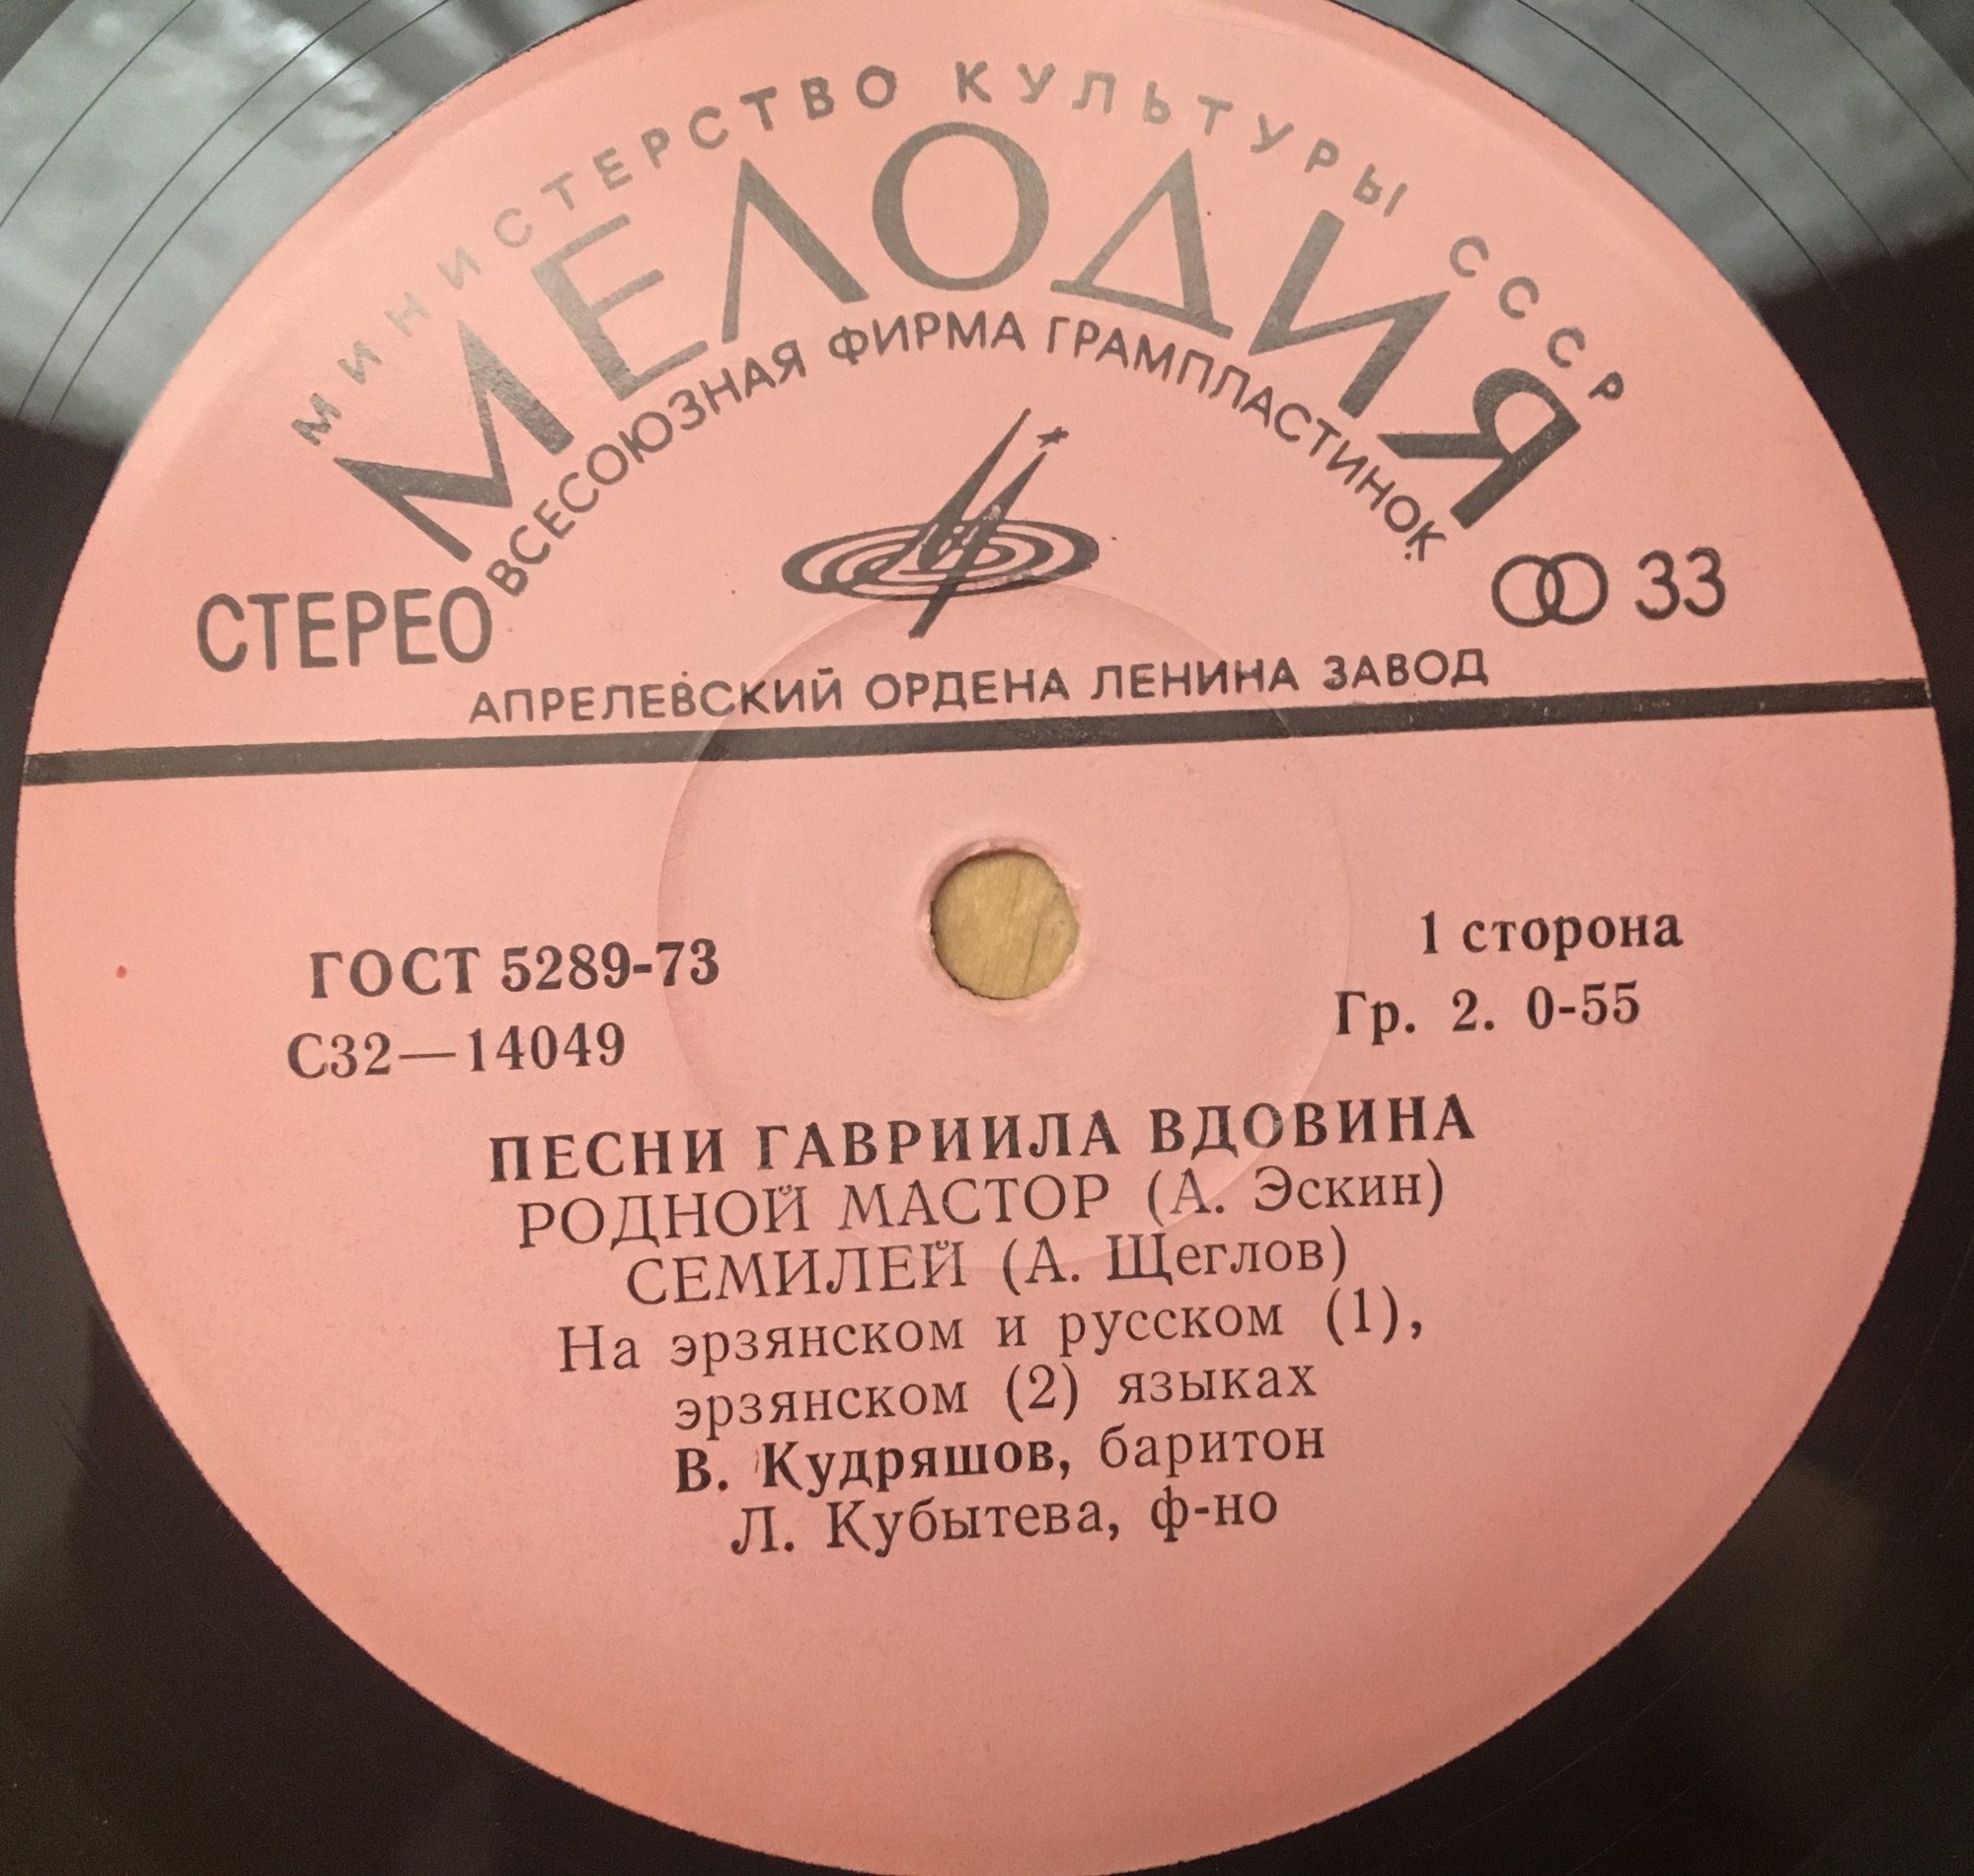 МИНИСТЕРСТВО КУЛЬТУРЫ СССР
МЕЛОДИЯ
ВСЕСОЮЗНАЯ ФИРМА ГРАМПЛАСТИНОК
СТЕРЕО
33
АПРЕЛЕВСКИЙ ОРДЕНА ЛЕНИНА ЗАВОД
ГОСТ 5289-73
1 сторона
С32—14049
Гр. 2. 0-55
ПЕСНИ ГАВРИИЛА ВДОВИНА
РОДНОЙ МАСТОР (А. Эскин)
СЕМИЛЕЙ (А. Щеглов)
На эрзянском и русском (1),
эрзянском (2) языках
В. Кудряшов, баритон
Л. Кубытева, ф-но